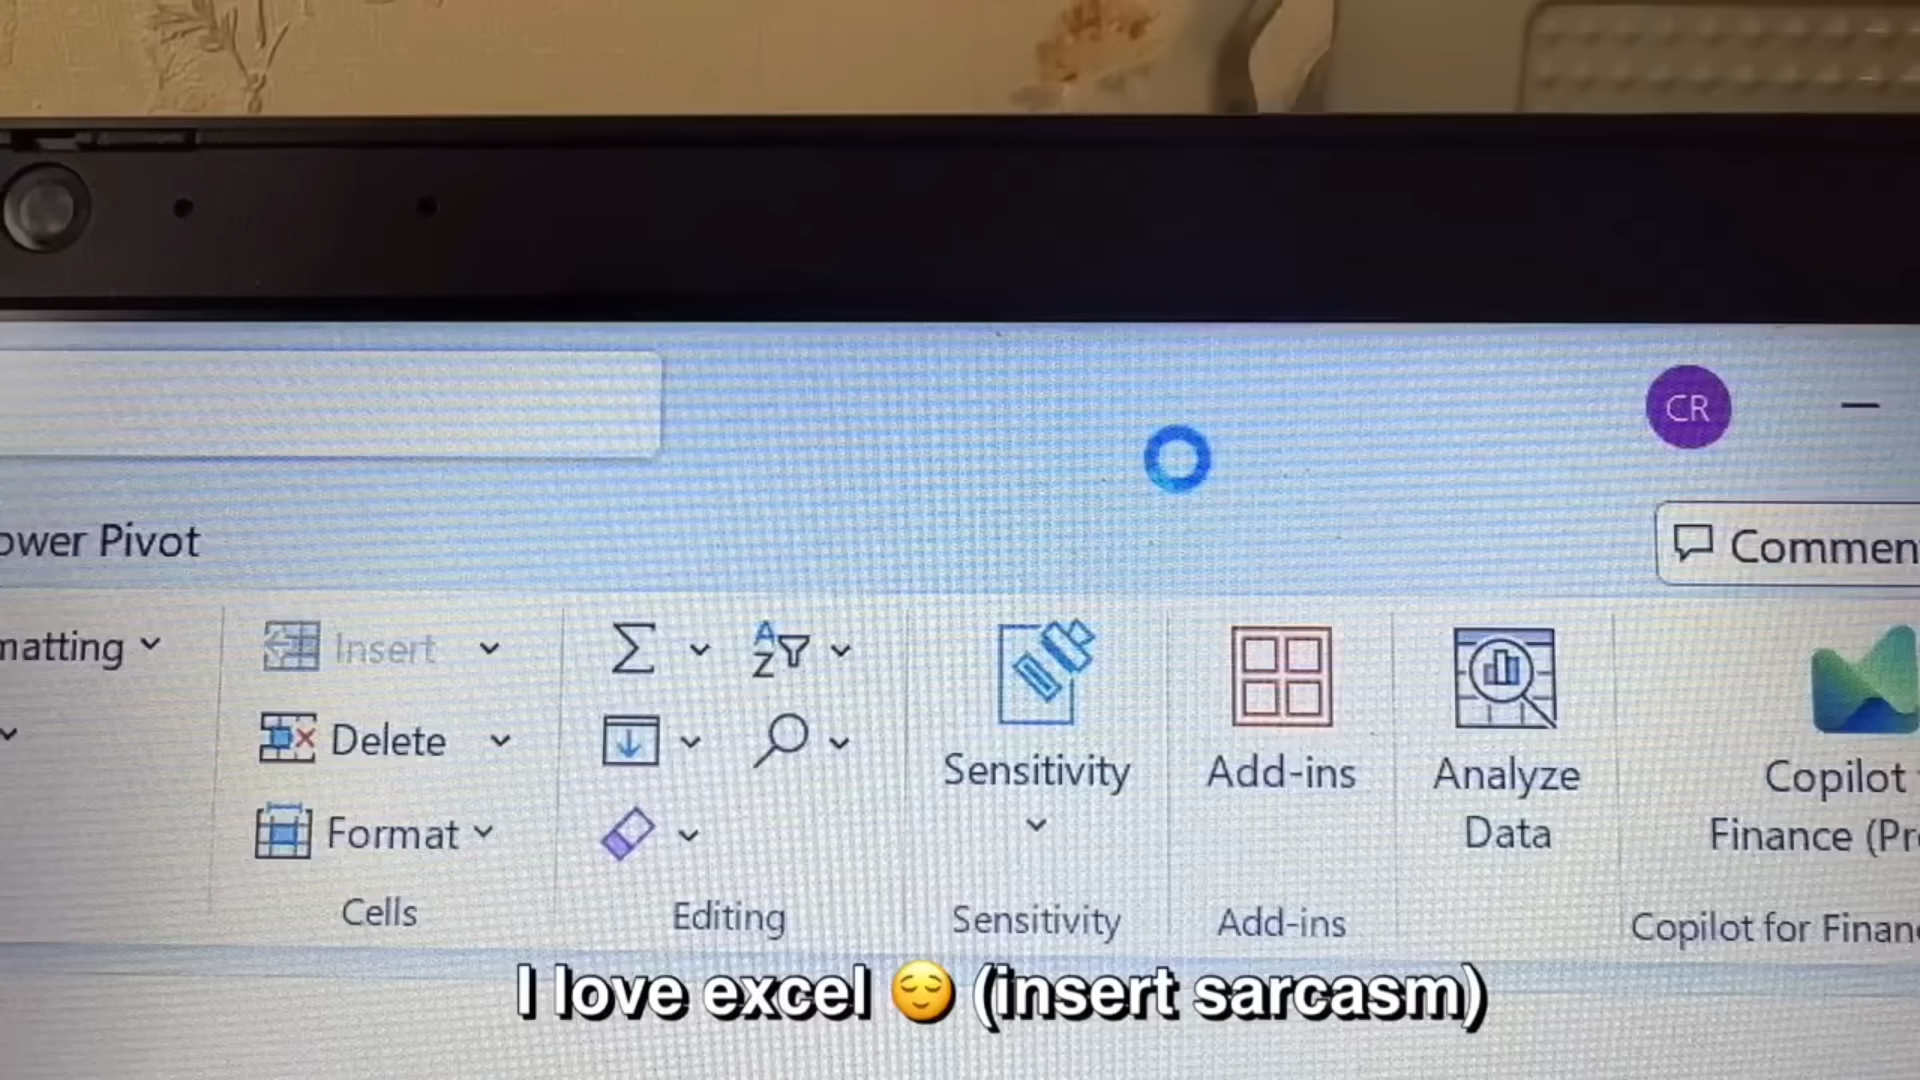 CR
ower Pivot
Commen
matting
Insert
Delete
Format
Cells
Editing
Sensitivity
Sensitivity
Add-ins
Add-ins
Analyze
Data
Copilot
Finance (Pr
Copilot for Finan
I love excel 😌 (insert sarcasm)